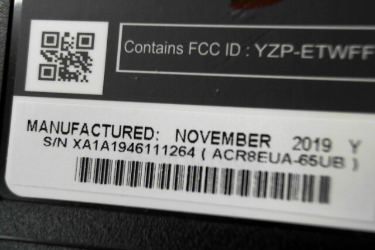 Contains FCC ID : YZP-ETWFF
MANUFACTURED: NOVEMBER 2019 Y
S/N XA1A1946111264 ( ACR8EUA-65UB )